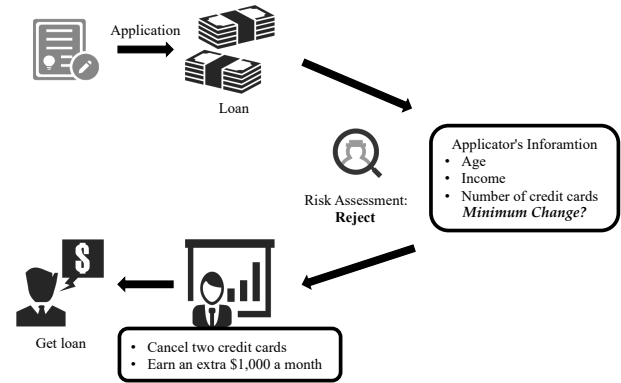 Application
Loan
Applicator's Inforamtion
• Age
• Income
• Number of credit cards
Minimum Change?
Risk Assessment:
Reject
$
Get loan
• Cancel two credit cards
• Earn an extra $1,000 a month